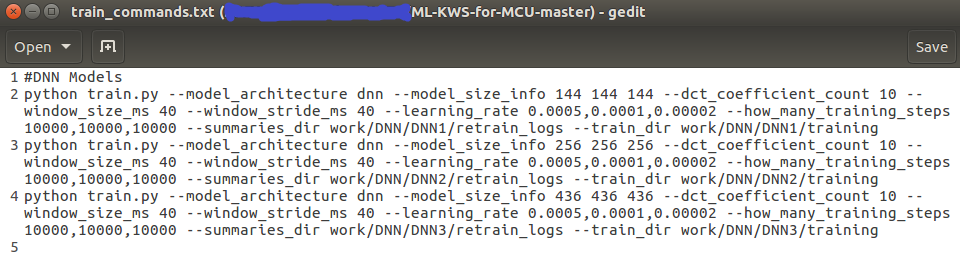 train_commands.txt (ML-KWS-for-MCU-master) - gedit
Open Save
1 #DNN Models
2 python train.py --model_architecture dnn --model_size_info 144 144 144 --dct_coefficient_count 10 --
window_size_ms 40 --window_stride_ms 40 --learning_rate 0.0005,0.0001,0.00002 --how_many_training_steps
10000,10000,10000 --summaries_dir work/DNN/DNN1/retrain_logs --train_dir work/DNN/DNN1/training
3 python train.py --model_architecture dnn --model_size_info 256 256 256 --dct_coefficient_count 10 --
window_size_ms 40 --window_stride_ms 40 --learning_rate 0.0005,0.0001,0.00002 --how_many_training_steps
10000,10000,10000 --summaries_dir work/DNN/DNN2/retrain_logs --train_dir work/DNN/DNN2/training
4 python train.py --model_architecture dnn --model_size_info 436 436 436 --dct_coefficient_count 10 --
window_size_ms 40 --window_stride_ms 40 --learning_rate 0.0005,0.0001,0.00002 --how_many_training_steps
10000,10000,10000 --summaries_dir work/DNN/DNN3/retrain_logs --train_dir work/DNN/DNN3/training
5